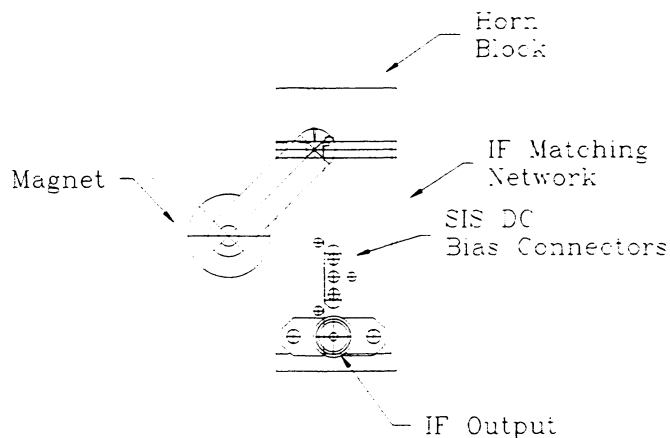 Horn
Block
IF Matching
Network
Magnet
SIS DC
Bias Connectors
IF Output